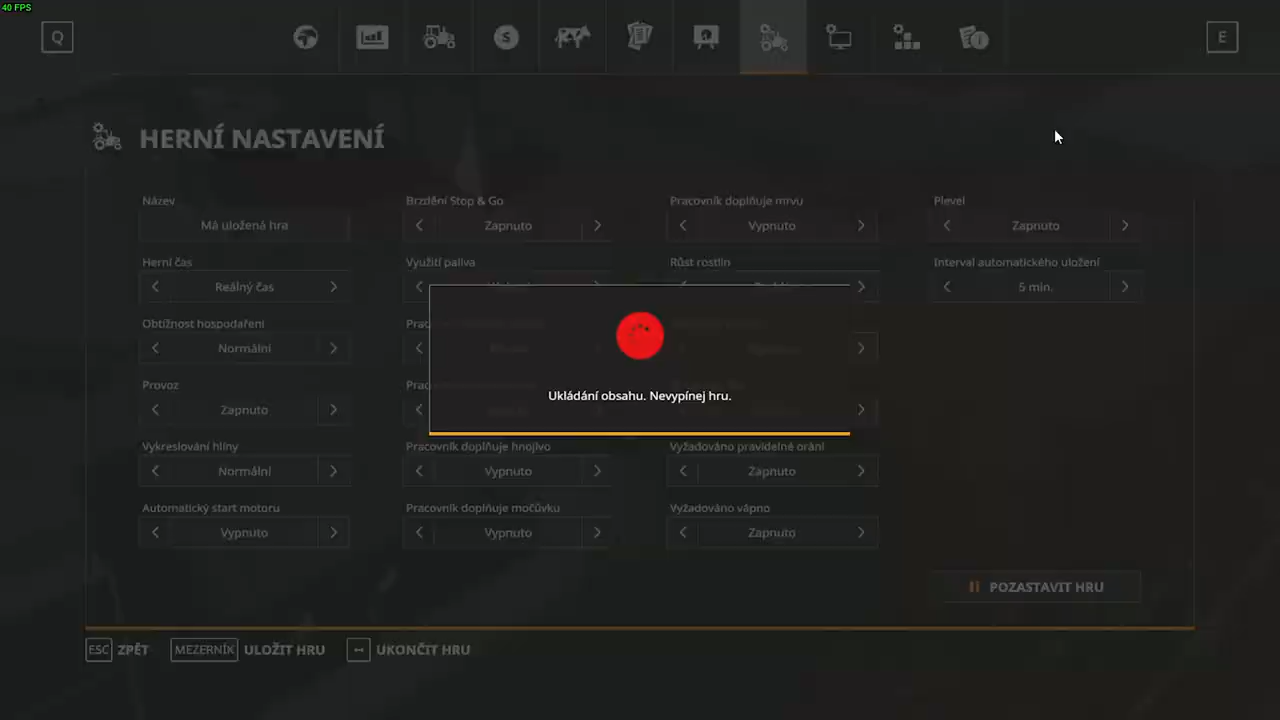 40 FPS
Q
E
HERNÍ NASTAVENÍ
Název
Má uložená hra
Herní čas
Reálný čas
Obtížnost hospodaření
Normální
Provoz
Zapnuto
Vykreslování hlíny
Normální
Automatický start motoru
Vypnuto
Brzdění Stop & Go
Zapnuto
Využití paliva
Pracovník doplňuje hnojivo
Vypnuto
Pracovník doplňuje močůvku
Vypnuto
Pracovník doplňuje mrvu
Vypnuto
Růst rostlin
Vyžadováno pravidelné orání
Zapnuto
Vyžadováno vápno
Zapnuto
Plevel
Zapnuto
Interval automatického uložení
5 min.
Ukládání obsahu. Nevypínej hru.
POZASTAVIT HRU
ESC ZPĚT MEZERNÍK ULOŽIT HRU UKONČIT HRU